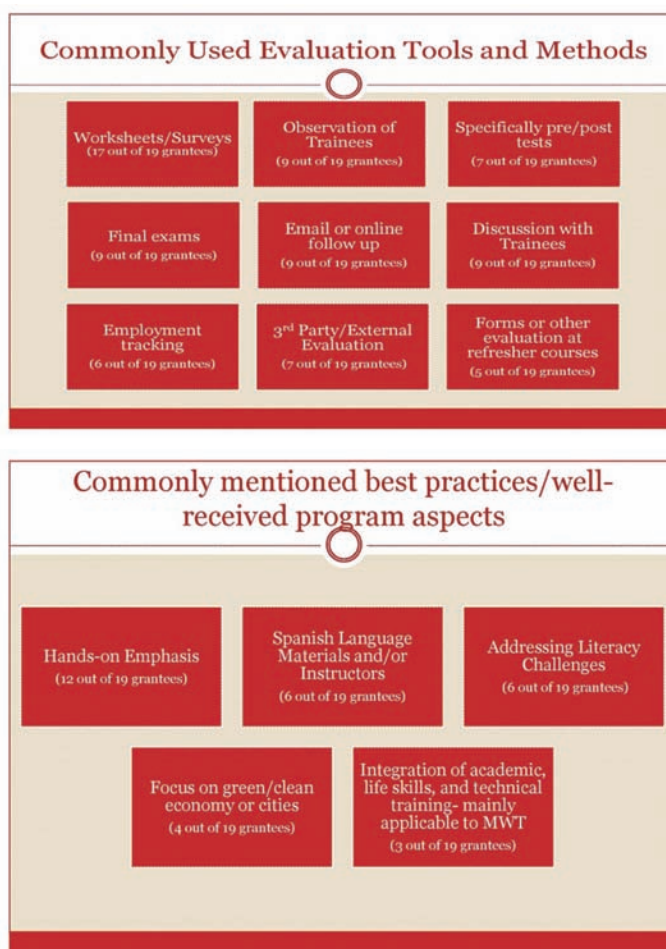 Commonly Used Evaluation Tools and Methods
Worksheets/Surveys
(17 out of 19 grantees)
Observation of
Trainees
(9 out of 19 grantees)
Specifically pre/post
tests
(7 out of 19 grantees)
Final exams
(9 out of 19 grantees)
Email or online
follow up
(9 out of 19 grantees)
Discussion with
Trainees
(9 out of 19 grantees)
Employment
tracking
(6 out of 19 grantees)
3rd Party/External
Evaluation
(7 out of 19 grantees)
Forms or other
evaluation at
refresher courses
(5 out of 19 grantees)
Commonly mentioned best practices/well-
received program aspects
Hands-on Emphasis
(12 out of 19 grantees)
Spanish Language
Materials and/or
Instructors
(6 out of 19 grantees)
Addressing Literacy
Challenges
(6 out of 19 grantees)
Focus on green/clean
economy or cities
(4 out of 19 grantees)
Integration of academic,
life skills, and technical
training- mainly
applicable to MWT
(3 out of 19 grantees)